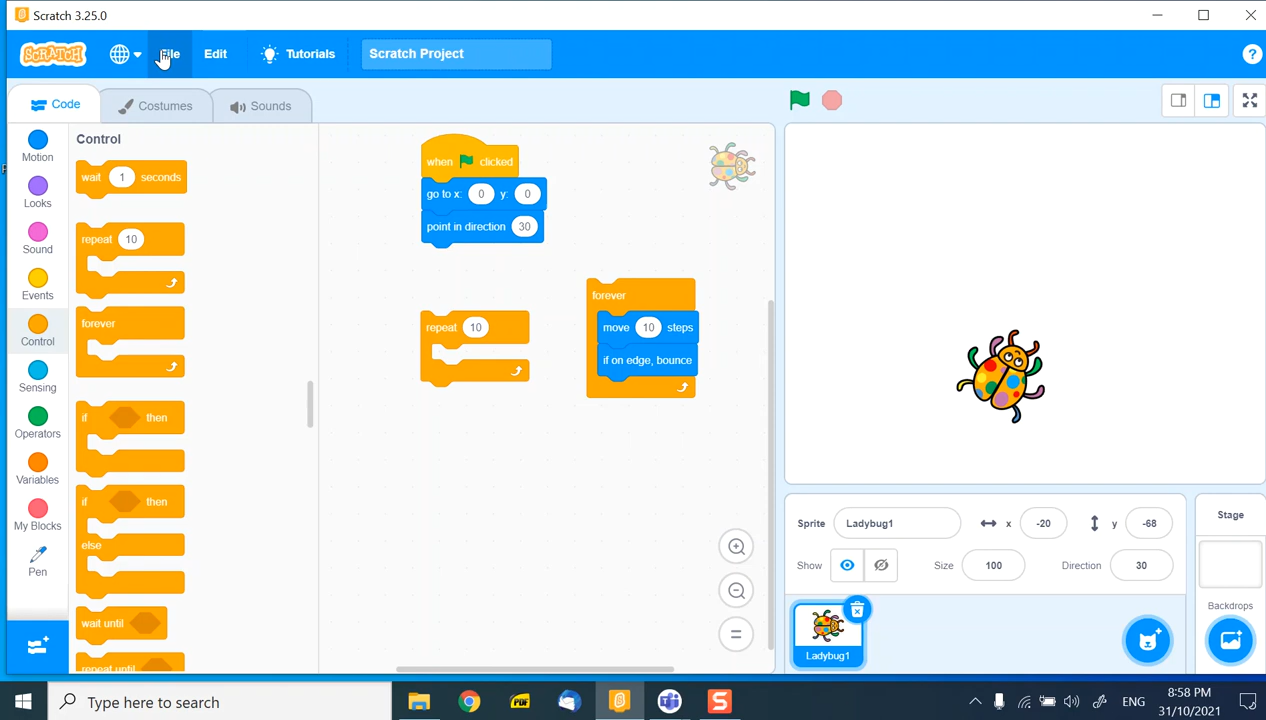 Scratch 3.25.0
SCRATCH
File
Edit
Tutorials
Scratch Project
?
Code
Costumes
Sounds
Motion
Looks
Sound
Events
Control
Sensing
Operators
Variables
My Blocks
Pen
Control
wait 1 seconds
repeat 10
forever
if then
if then
else
wait until
repeat until
when clicked
go to x: 0 y: 0
point in direction 30
repeat 10
forever
move 10 steps
if on edge, bounce
Sprite Ladybug1 x -20 y -68
Show Size 100 Direction 30
Ladybug1
Stage
Backdrops
Type here to search
PDF
ENG
8:58 PM
31/10/2021